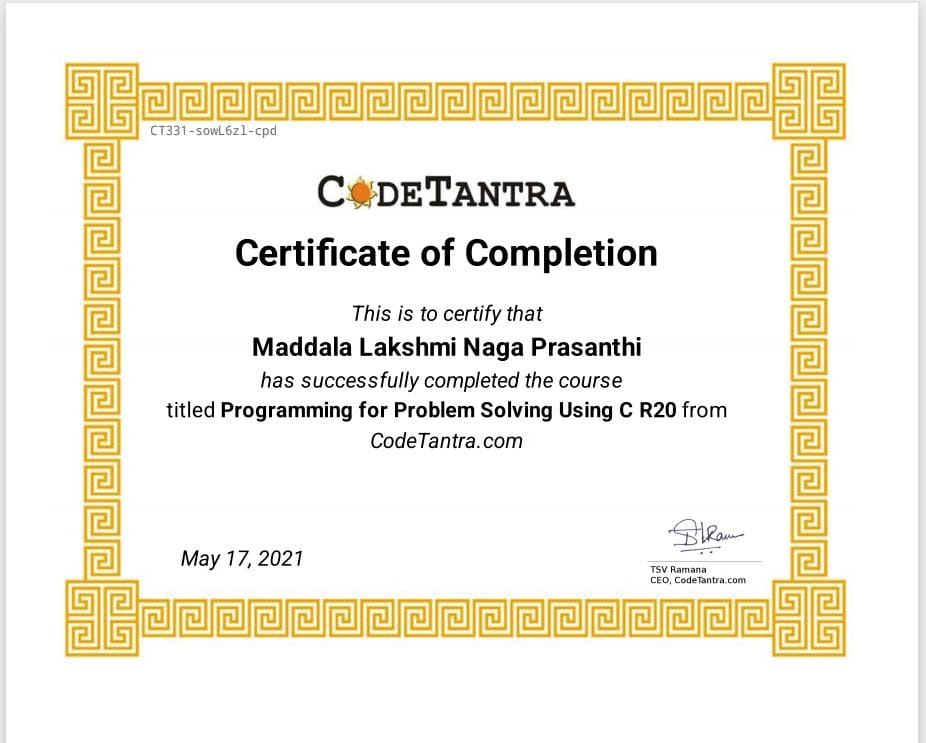 CT331-sowL6zl-cpd
CODETANTRA
Certificate of Completion
This is to certify that
Maddala Lakshmi Naga Prasanthi
has successfully completed the course
titled Programming for Problem Solving Using C R20 from
CodeTantra.com
May 17, 2021
TSV Ramana
CEO, CodeTantra.com